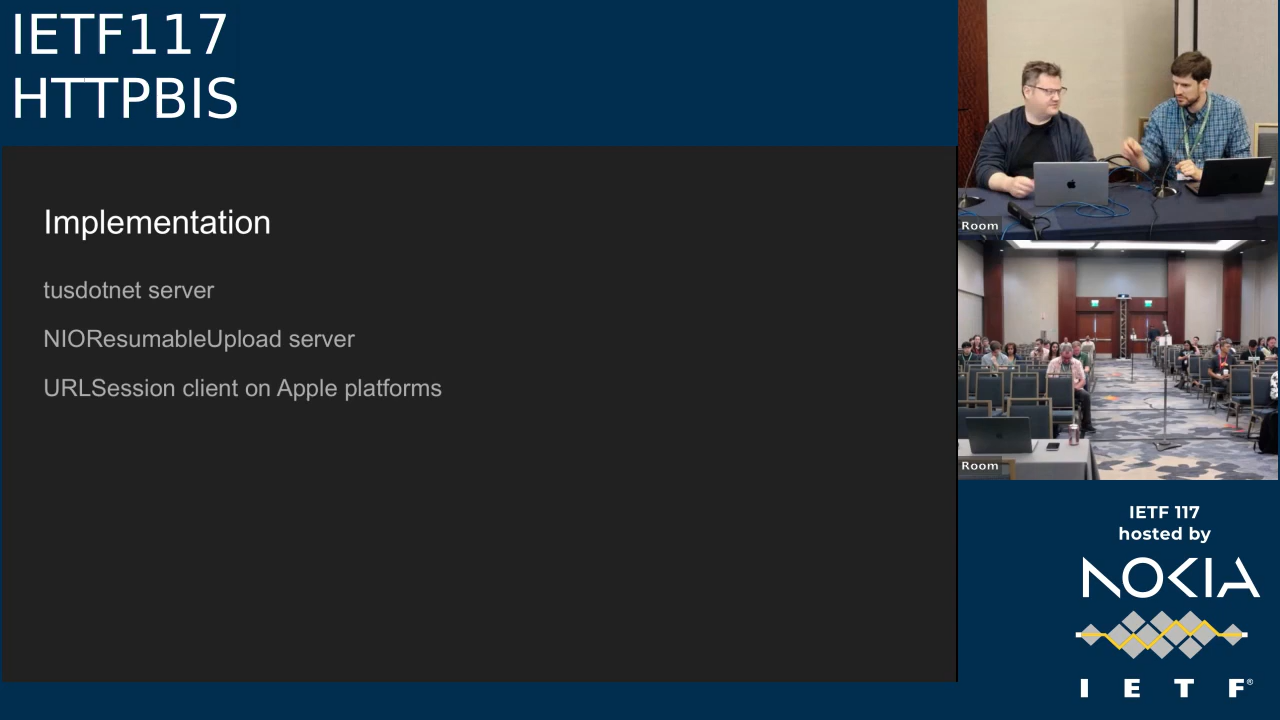 IETF117
HTTPBIS
Implementation
tusdotnet server
NIOResumableUpload server
URLSession client on Apple platforms
Room
Room
IETF 117
hosted by
NOKIA
I E T F®